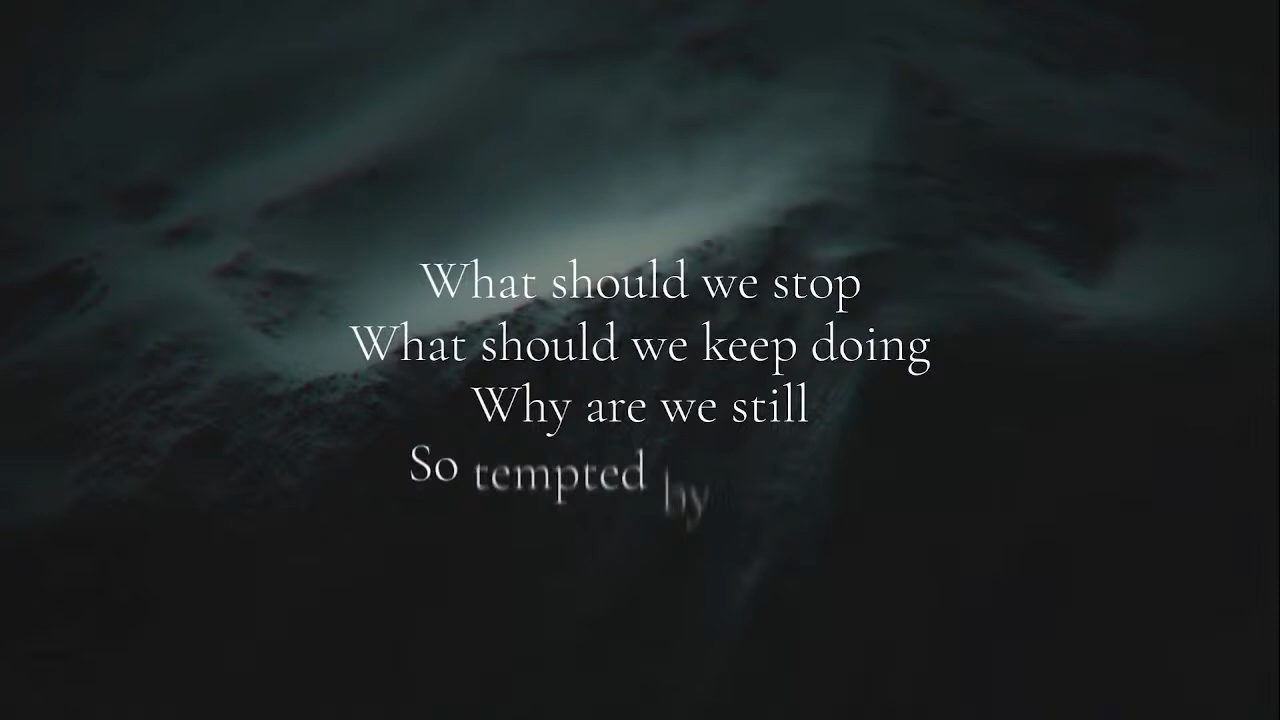 What should we stop
What should we keep doing
Why are we still
So tempted by